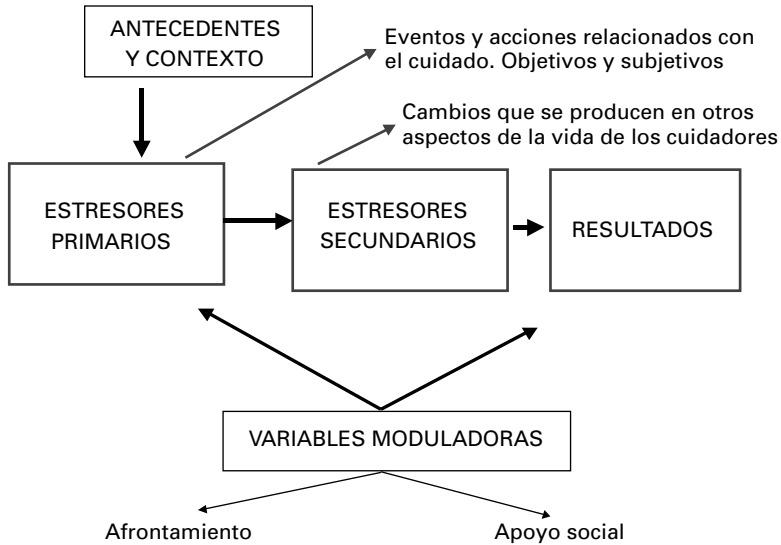 ANTECEDENTES
Y CONTEXTO
Eventos y acciones relacionados con
el cuidado. Objetivos y subjetivos
Cambios que se producen en otros
aspectos de la vida de los cuidadores
ESTRESORES
PRIMARIOS
ESTRESORES
SECUNDARIOS
RESULTADOS
VARIABLES MODULADORAS
Afrontamiento
Apoyo social